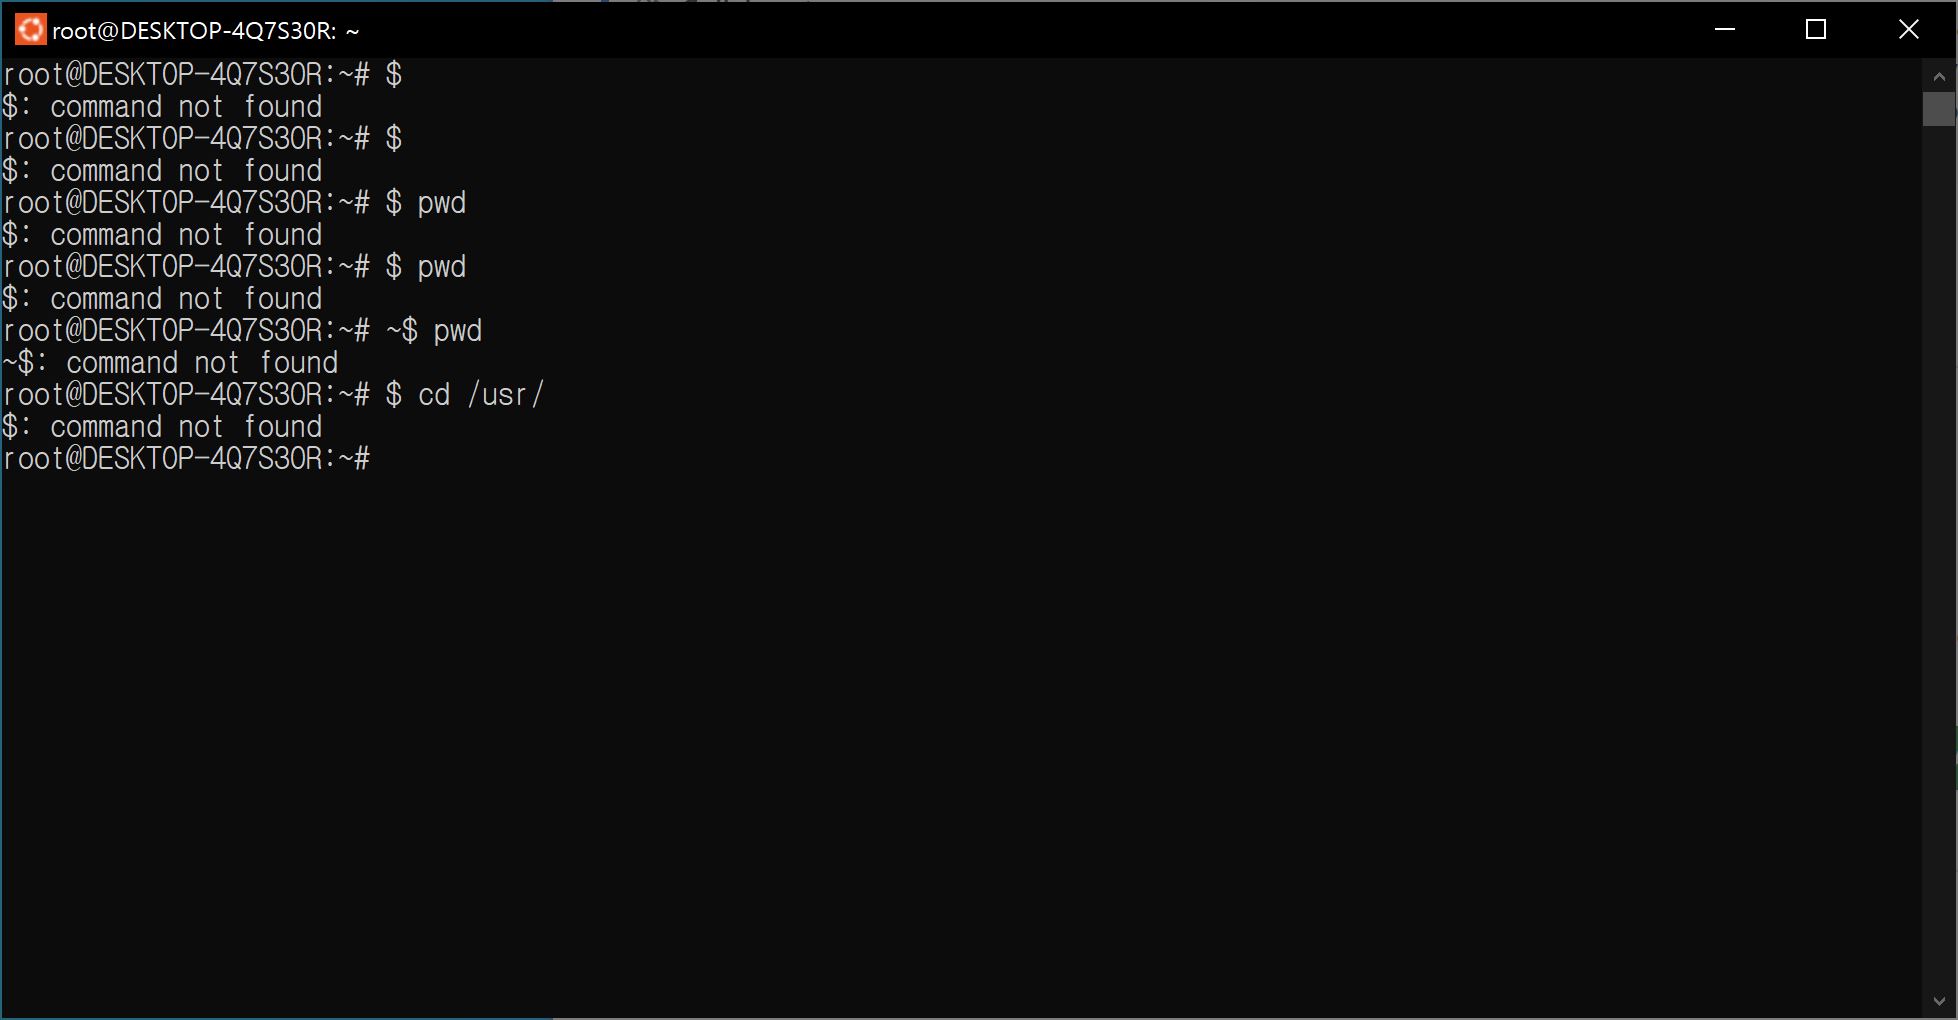 root@DESKTOP-4Q7S30R: ~
root@DESKTOP-4Q7S30R:~# $
$: command not found
root@DESKTOP-4Q7S30R:~# $
$: command not found
root@DESKTOP-4Q7S30R:~# $ pwd
$: command not found
root@DESKTOP-4Q7S30R:~# $ pwd
$: command not found
root@DESKTOP-4Q7S30R:~# ~$ pwd
~$: command not found
root@DESKTOP-4Q7S30R:~# $ cd /usr/
$: command not found
root@DESKTOP-4Q7S30R:~#